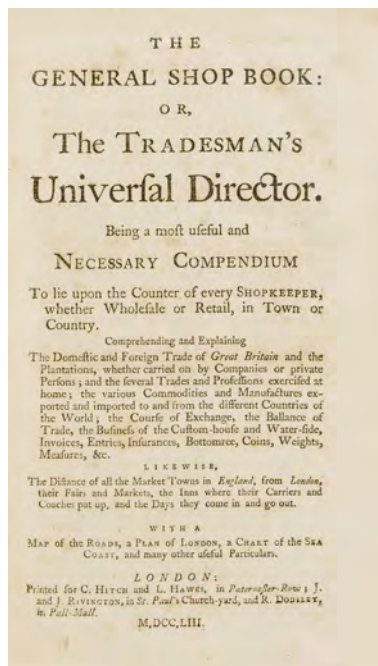 THE
GENERAL SHOP BOOK:
OR,
The TRADESMAN'S
Univerſal Director.
Being a moſt uſeful and
NECESSARY COMPENDIUM
To lie upon the Counter of every SHOPKEEPER,
whether Wholeſale or Retail, in Town or
Country.
Comprehending and Explaining
The Domeſtic and Foreign Trade of Great Britain and the
Plantations, whether carried on by Companies or private
Perſons; and the ſeveral Trades and Profeſſions exerciſed at
home; the various Commodities and Manufactures ex-
ported and imported to and from the different Countries of
the World; the Courſe of Exchange, the Ballance of
Trade, the Buſineſs of the Cuſtom-houſe and Water-ſide,
Invoices, Entries, Inſurances, Bottomree, Coins, Weights,
Meaſures, &c.
LIKEWISE,
The Diſtance of all the Market Towns in England, from London,
their Fairs and Markets, the Inns where their Carriers and
Coaches put up, and the Days they come in and go out.
WITH A
MAP of the ROADS, a PLAN of LONDON, a CHART of the SEA
COAST, and many other uſeful Particulars.
LONDON:
Printed for C. HITCH and L. HAWES, in Pater-noſter-Row; J.
and J. RIVINGTON, in St. Paul's Church-yard, and R. DODSLEY,
in Pall-Mall.
M,DCC,LIII.